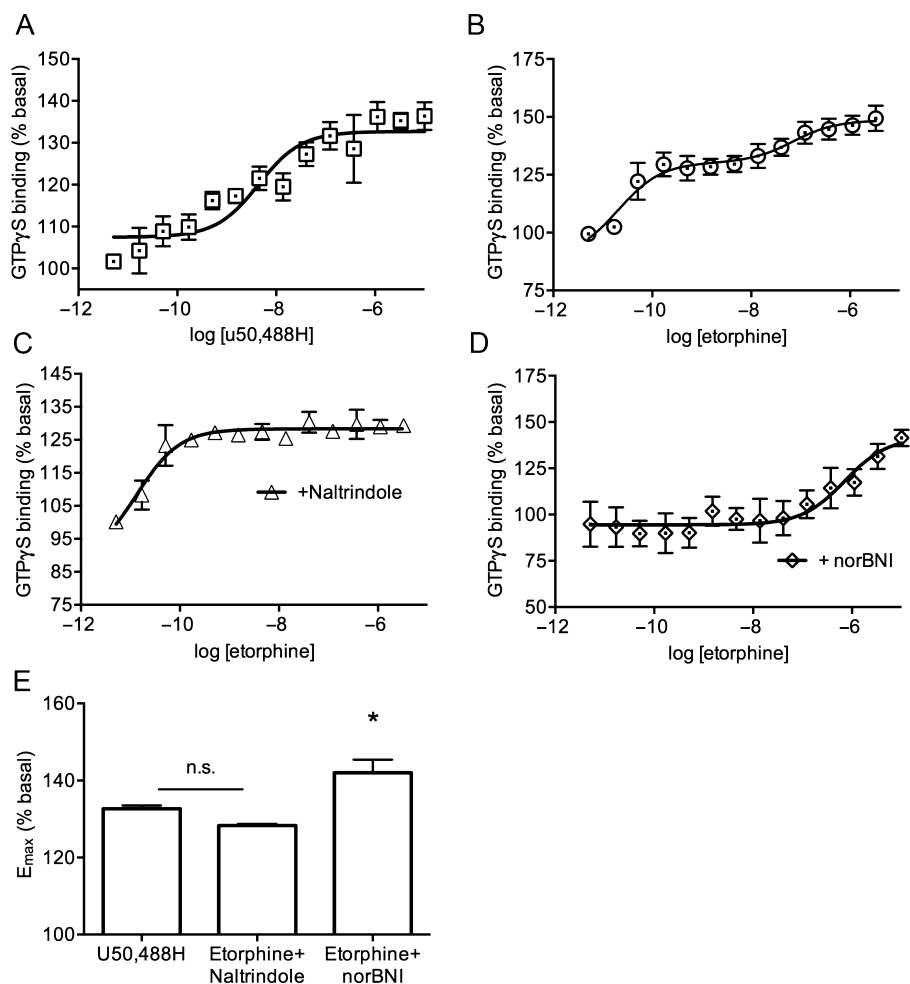 A
GTPγS binding (% basal)
150
140
130
120
110
100
−12
−10
−8
−6
log [u50,488H]
B
GTPγS binding (% basal)
175
150
125
100
75
−12
−10
−8
−6
log [etorphine]
C
GTPγS binding (% basal)
145
135
125
115
105
95
85
75
+Naltrindole
−12
−10
−8
−6
log [etorphine]
D
GTPγS binding (% basal)
175
150
125
100
75
50
+ norBNI
−12
−10
−8
−6
log [etorphine]
E
Emax (% basal)
160
140
120
100
n.s.
*
U50,488H
Etorphine+
Naltrindole
Etorphine+
norBNI